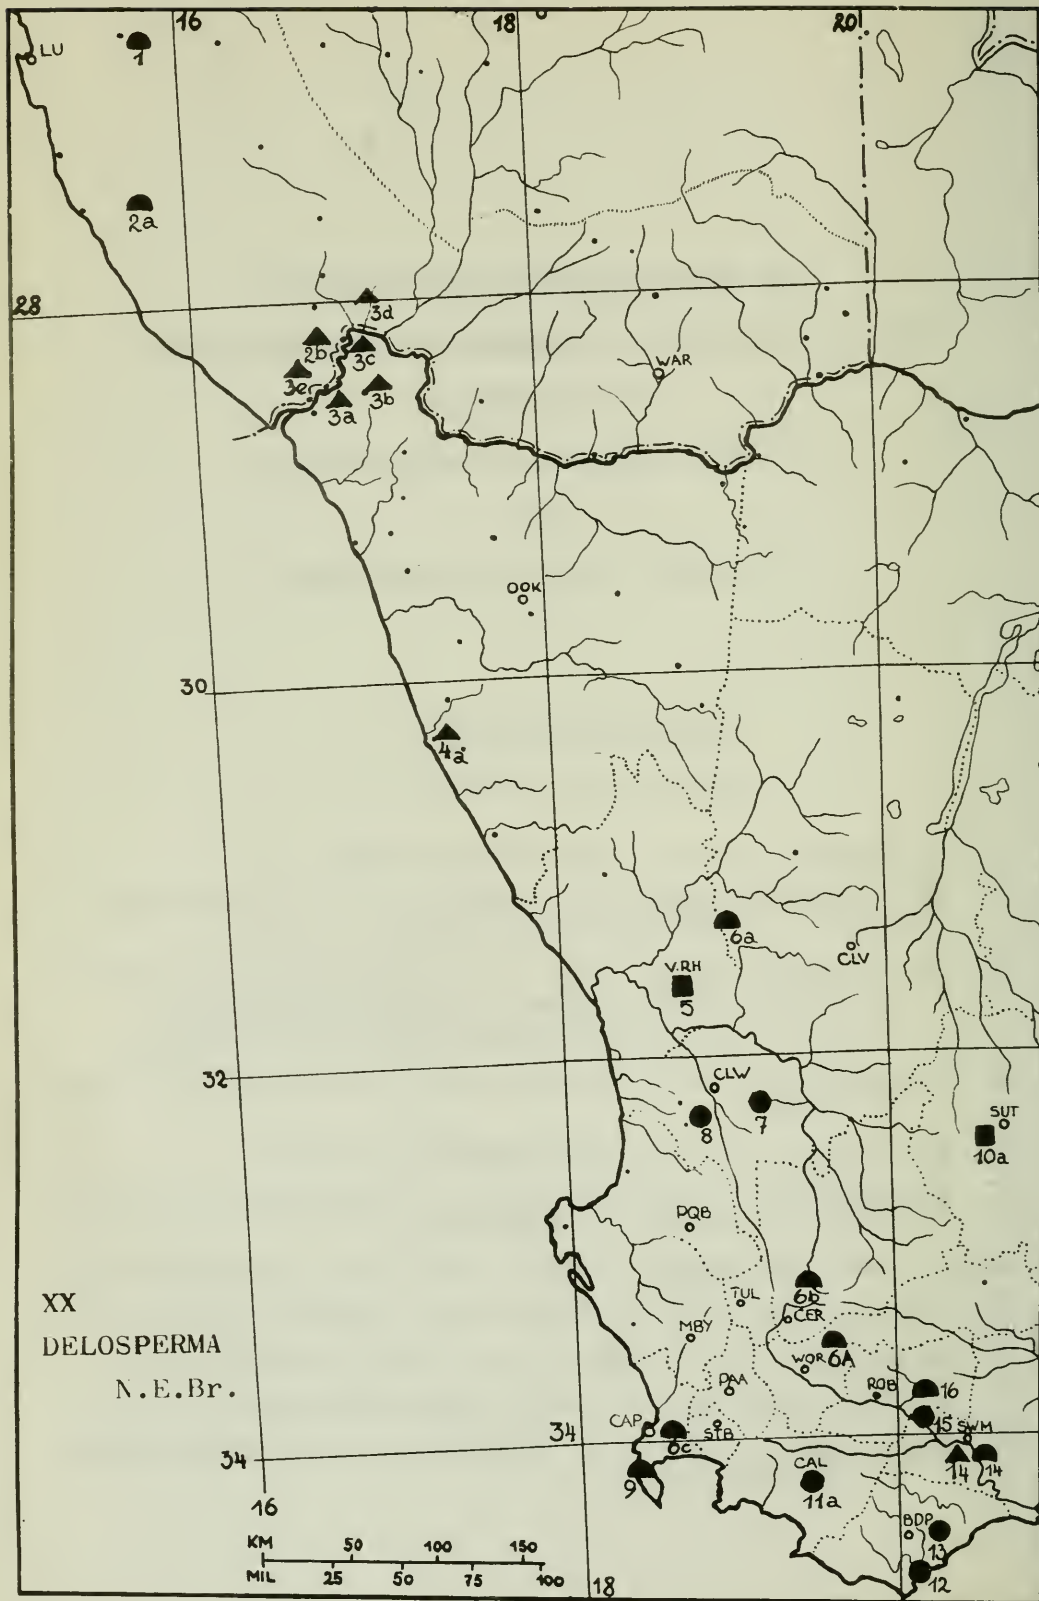 16
18
20
LU
1
2a
28
3d
2b
3c
3e
3a
3b
WAR
OOK
30
4a
6a
CLV
V.RH
5
32
CLW
8
7
SUT
10a
PQB
XX
DELOSPERMA
N.E.Br.
6b
TUL
CER
MBY
6A
WOR
PAA
ROB
16
CAP
STB
15
SWM
34
6c
34
14
14
9
CAL
11a
16
BDP
13
KM 50 100 150
MIL 25 50 75 100
18
12